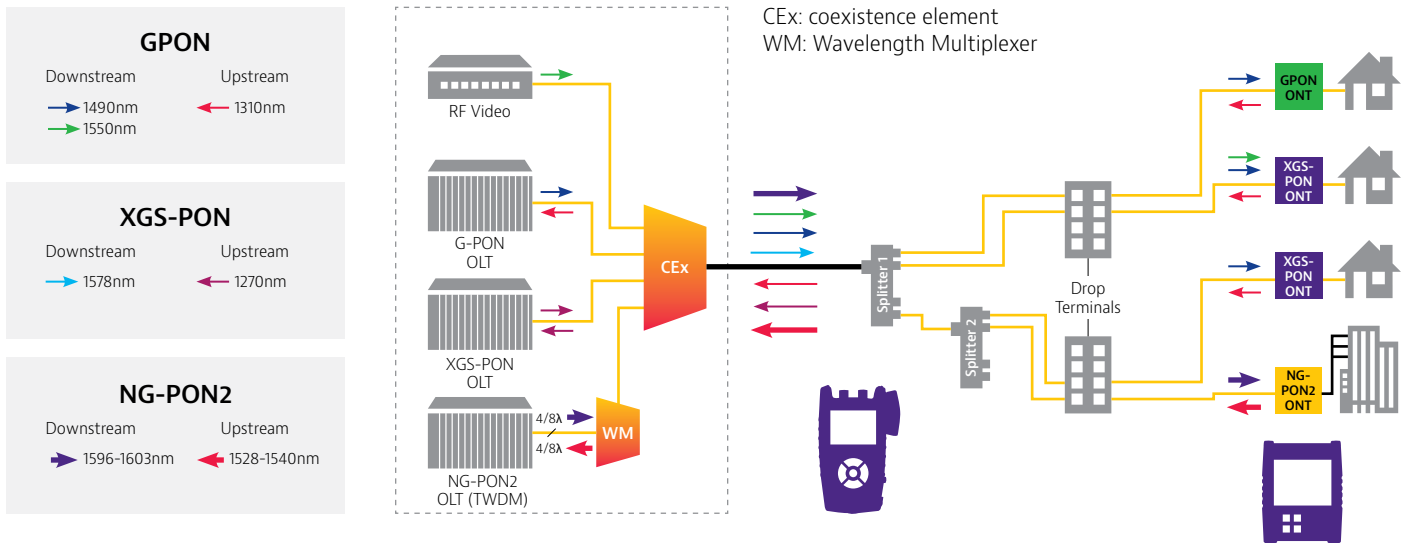 GPON
Downstream
Upstream
1490nm
1310nm
1550nm
XGS-PON
Downstream
Upstream
1578nm
1270nm
NG-PON2
Downstream
Upstream
1596-1603nm
1528-1540nm
RF Video
G-PON
OLT
XGS-PON
OLT
4/8λ
4/8λ
NG-PON2
OLT (TWDM)
WM
CEx
CEx: coexistence element
WM: Wavelength Multiplexer
Splitter 1
Splitter 2
Drop
Terminals
GPON
ONT
XGS-
PON
ONT
XGS-
PON
ONT
NG-
PON2
ONT